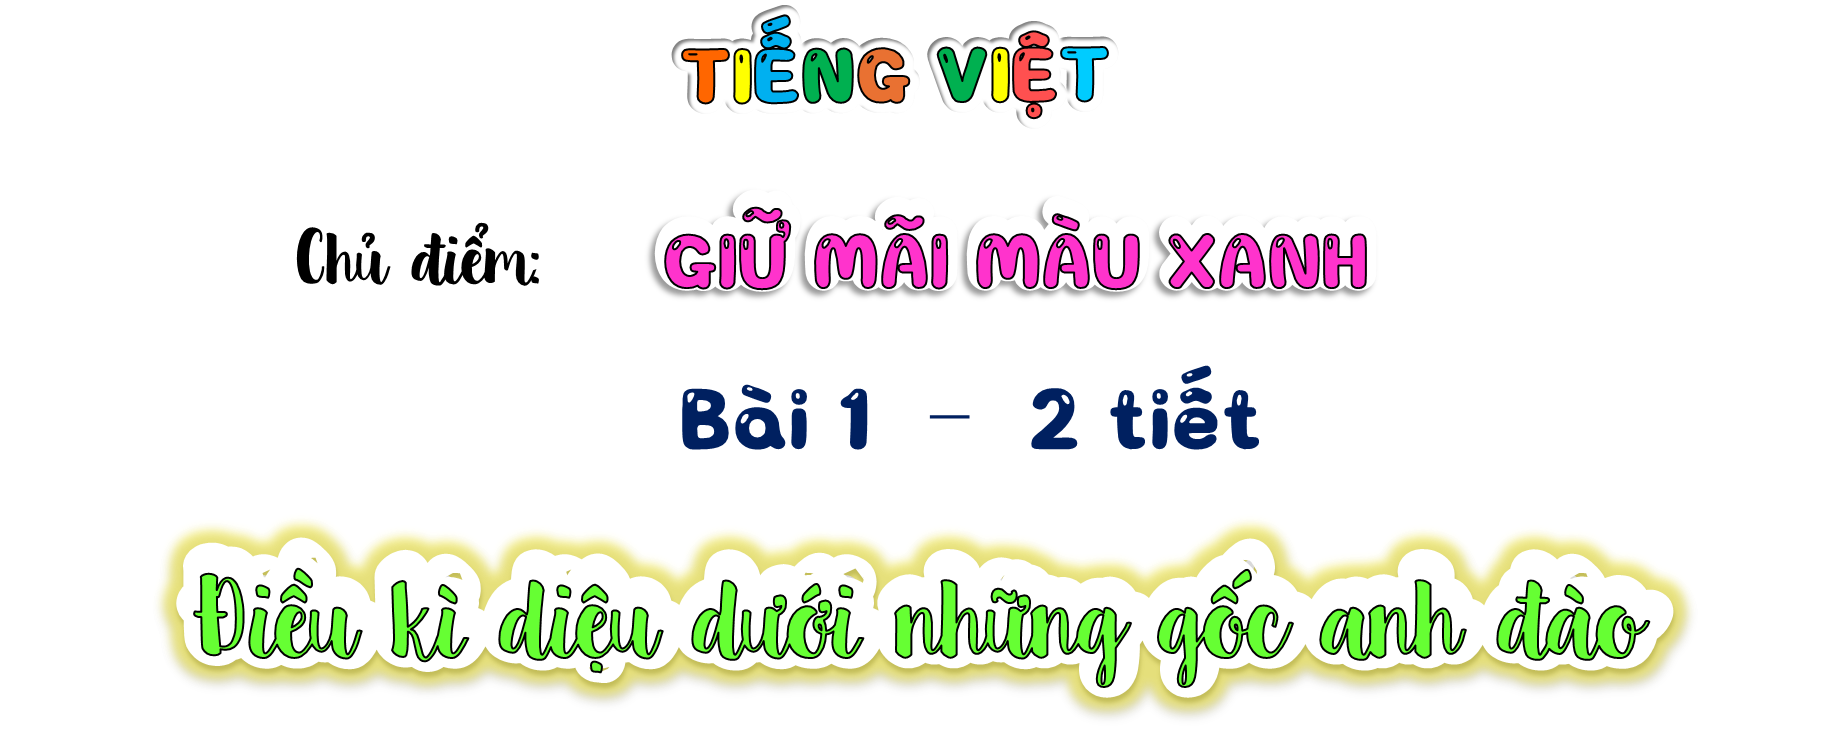 TIẾNG VIỆT
Chủ điểm: GIỮ MÃI MÀU XANH
Bài 1 – 2 tiết
Điều kì diệu dưới những gốc anh đào